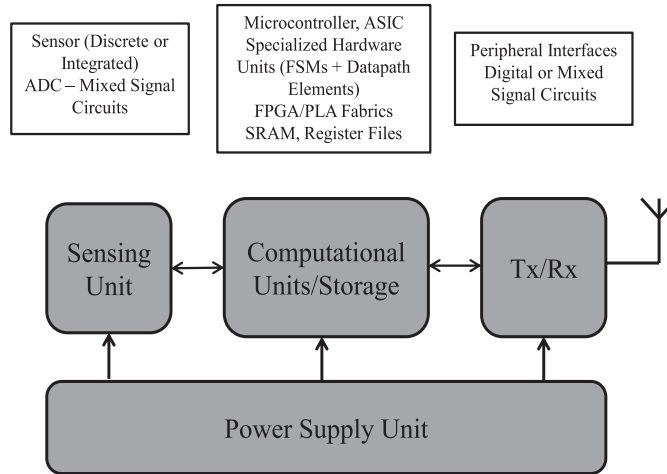 Sensor (Discrete or
Integrated)
ADC – Mixed Signal
Circuits
Microcontroller, ASIC
Specialized Hardware
Units (FSMs + Datapath
Elements)
FPGA/PLA Fabrics
SRAM, Register Files
Peripheral Interfaces
Digital or Mixed
Signal Circuits
Sensing
Unit
Computational
Units/Storage
Tx/Rx
Power Supply Unit